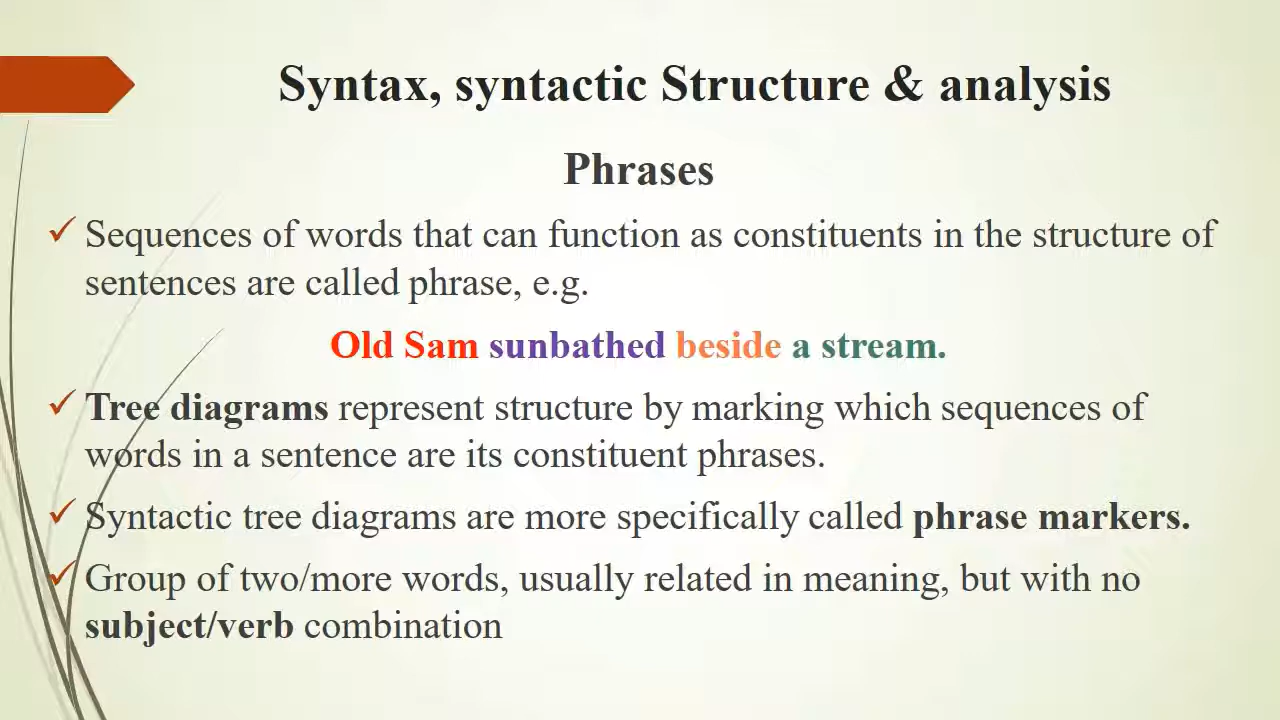 Syntax, syntactic Structure & analysis
Phrases
Sequences of words that can function as constituents in the structure of
sentences are called phrase, e.g.
Old Sam sunbathed beside a stream.
Tree diagrams represent structure by marking which sequences of
words in a sentence are its constituent phrases.
Syntactic tree diagrams are more specifically called phrase markers.
Group of two/more words, usually related in meaning, but with no
subject/verb combination